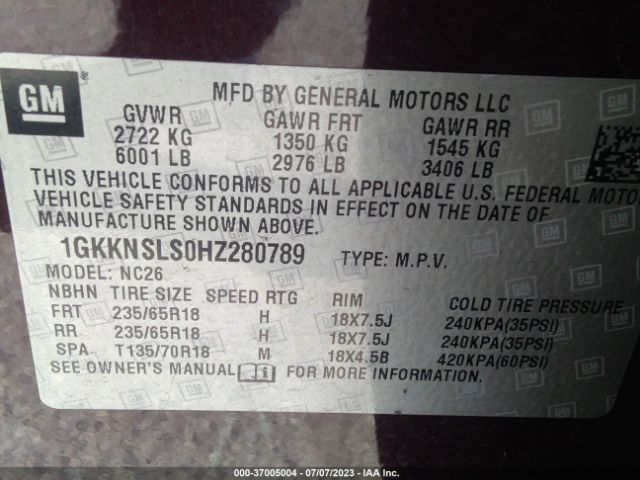 GM
®
MFD BY GENERAL MOTORS LLC
GVWR GAWR FRT GAWR RR
2722 KG 1350 KG 1545 KG
6001 LB 2976 LB 3406 LB
THIS VEHICLE CONFORMS TO ALL APPLICABLE U.S. FEDERAL MOTOR
VEHICLE SAFETY STANDARDS IN EFFECT ON THE DATE OF
MANUFACTURE SHOWN ABOVE.
1GKKNSLS0HZ280789 TYPE: M.P.V.
MODEL: NC26
NBHN TIRE SIZE SPEED RTG RIM COLD TIRE PRESSURE
FRT 235/65R18 H 18X7.5J 240KPA(35PSI)
RR 235/65R18 H 18X7.5J 240KPA(35PSI)
SPA T135/70R18 M 18X4.5B 420KPA(60PSI)
SEE OWNER'S MANUAL FOR MORE INFORMATION.
000-37005004 - 07/07/2023 - IAA Inc.